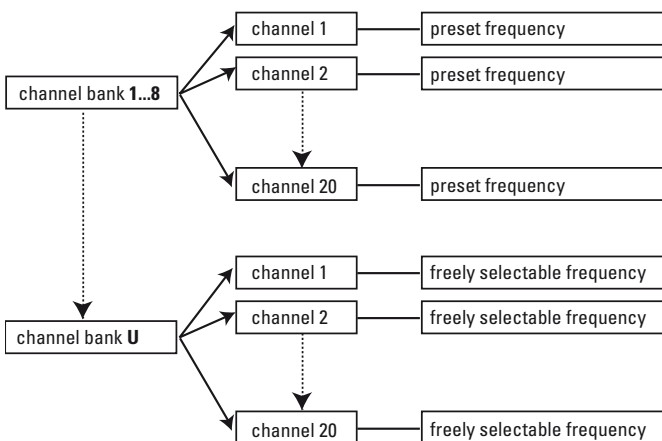 channel 1 preset frequency
channel 2 preset frequency
channel bank 1...8
channel 20 preset frequency
channel 1 freely selectable frequency
channel 2 freely selectable frequency
channel bank U
channel 20 freely selectable frequency